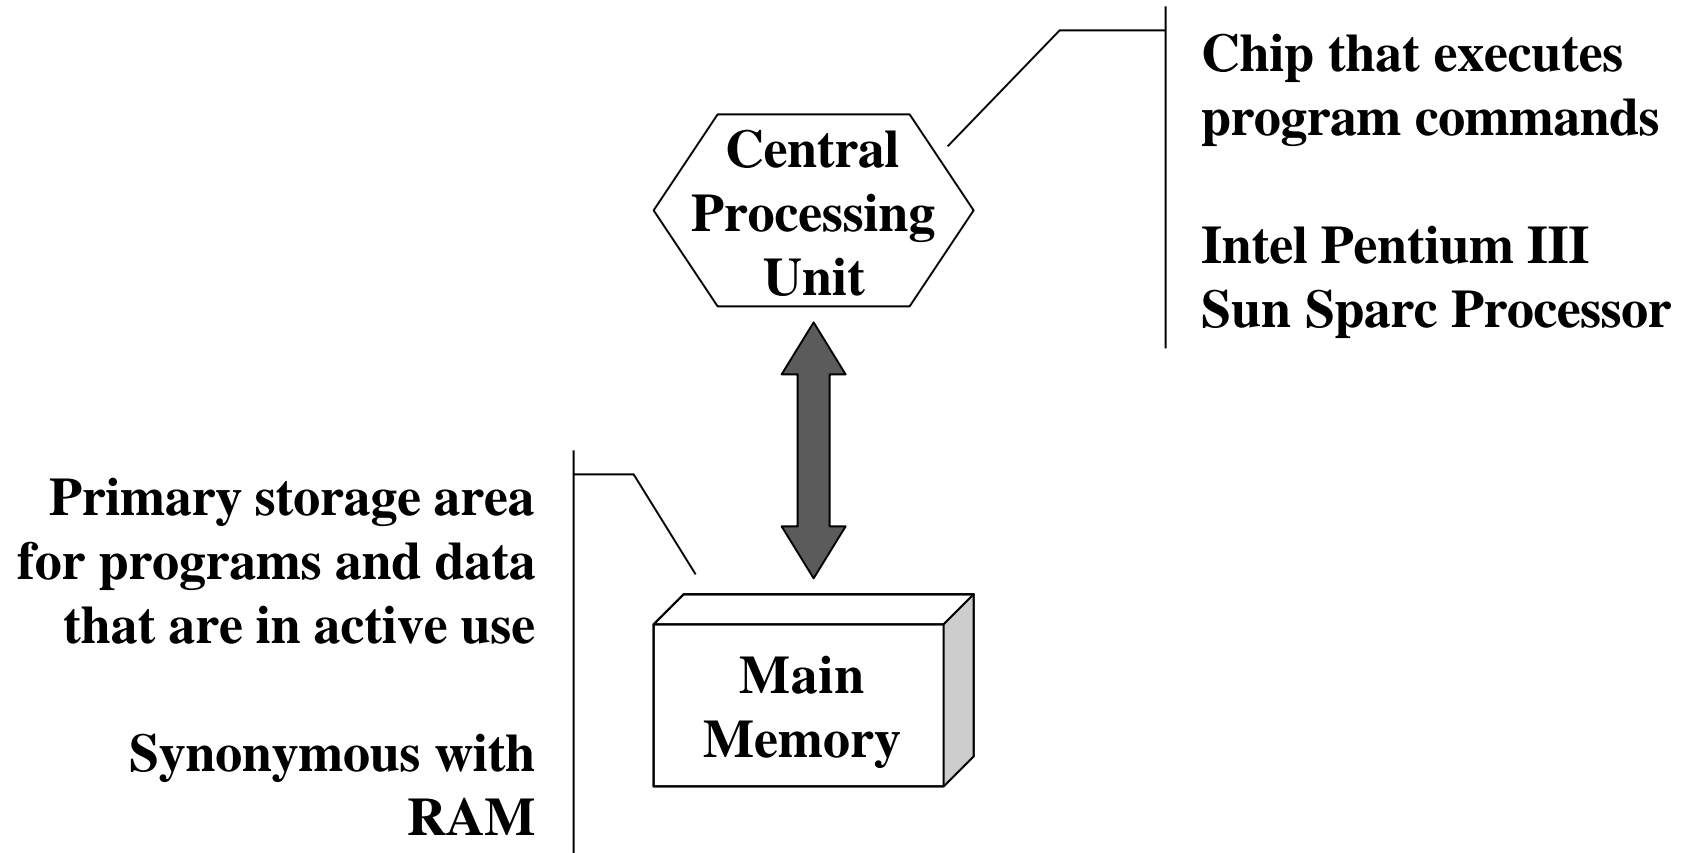 Chip that executes
program commands
Intel Pentium III
Sun Sparc Processor
Central
Processing
Unit
Primary storage area
for programs and data
that are in active use
Synonymous with
RAM
Main
Memory